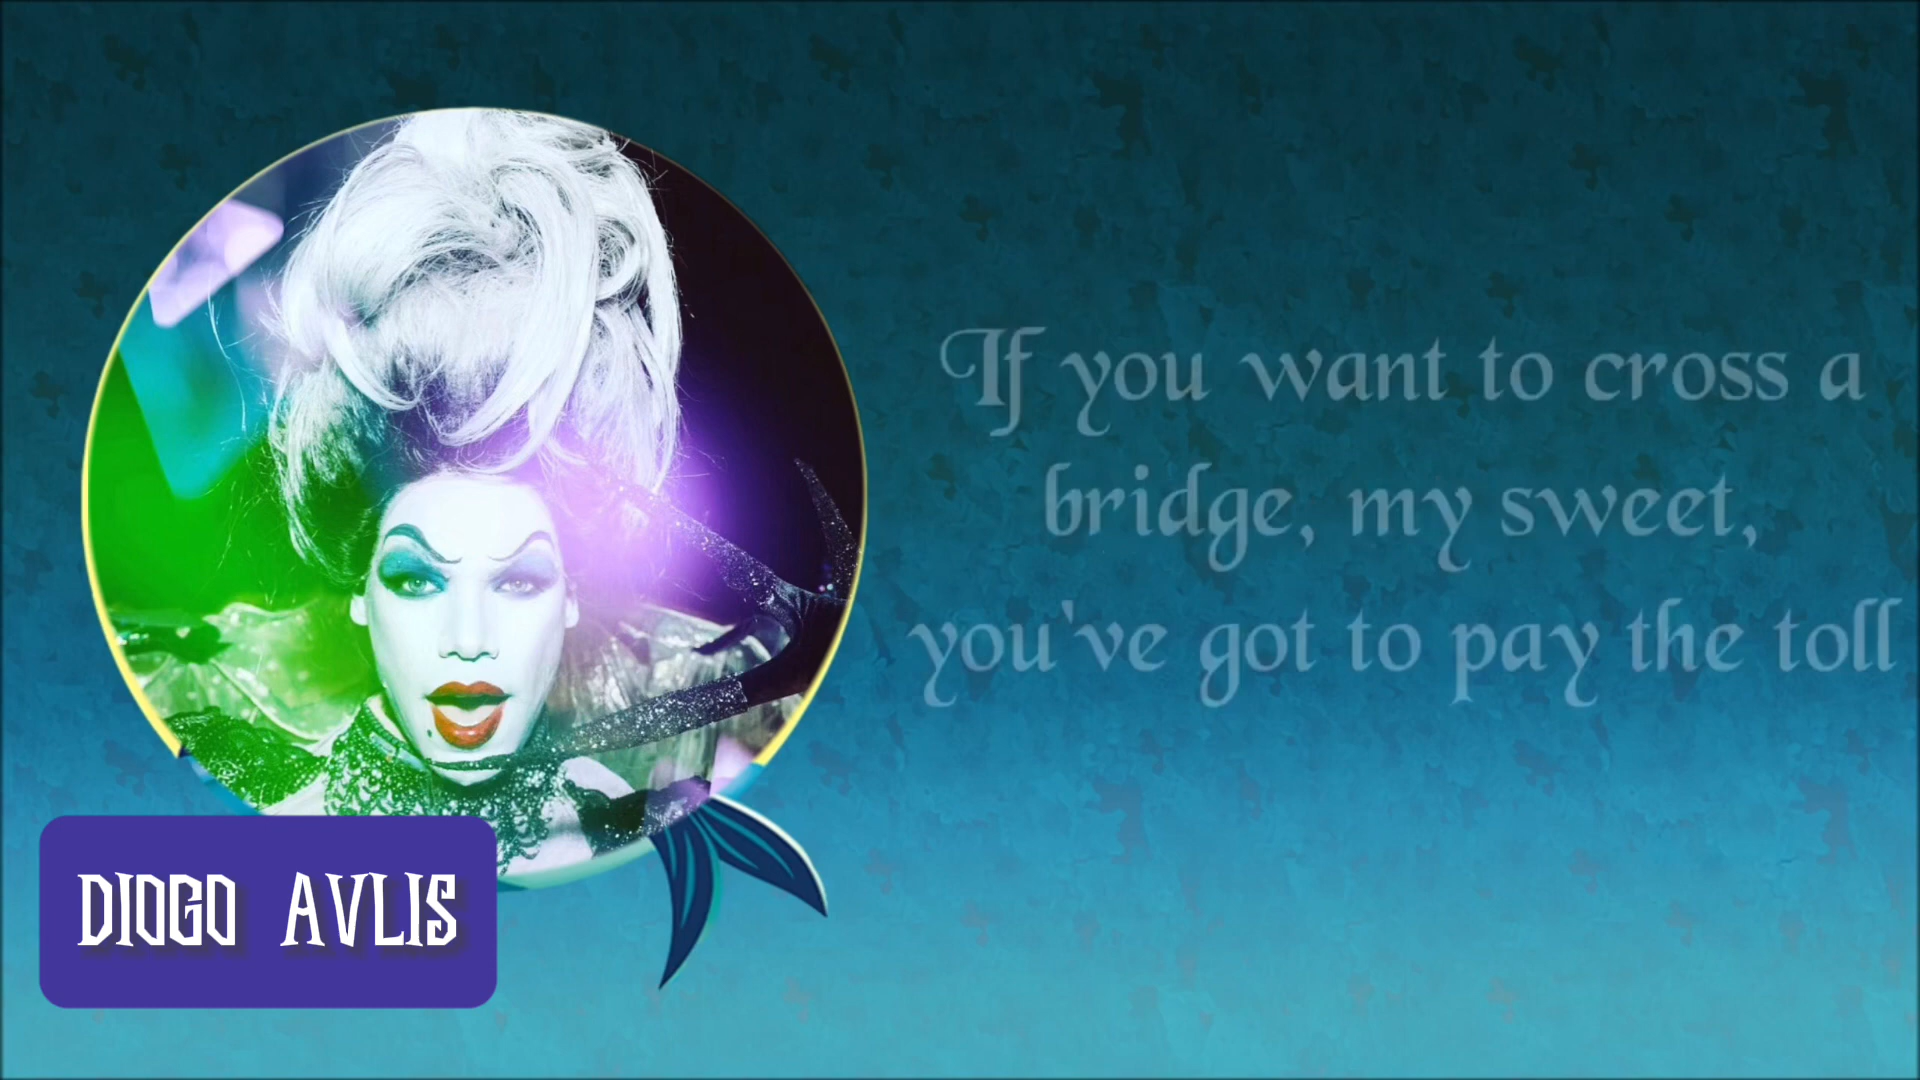 If you want to cross a
bridge, my sweet,
you've got to pay the toll
DIOGO AVLIS